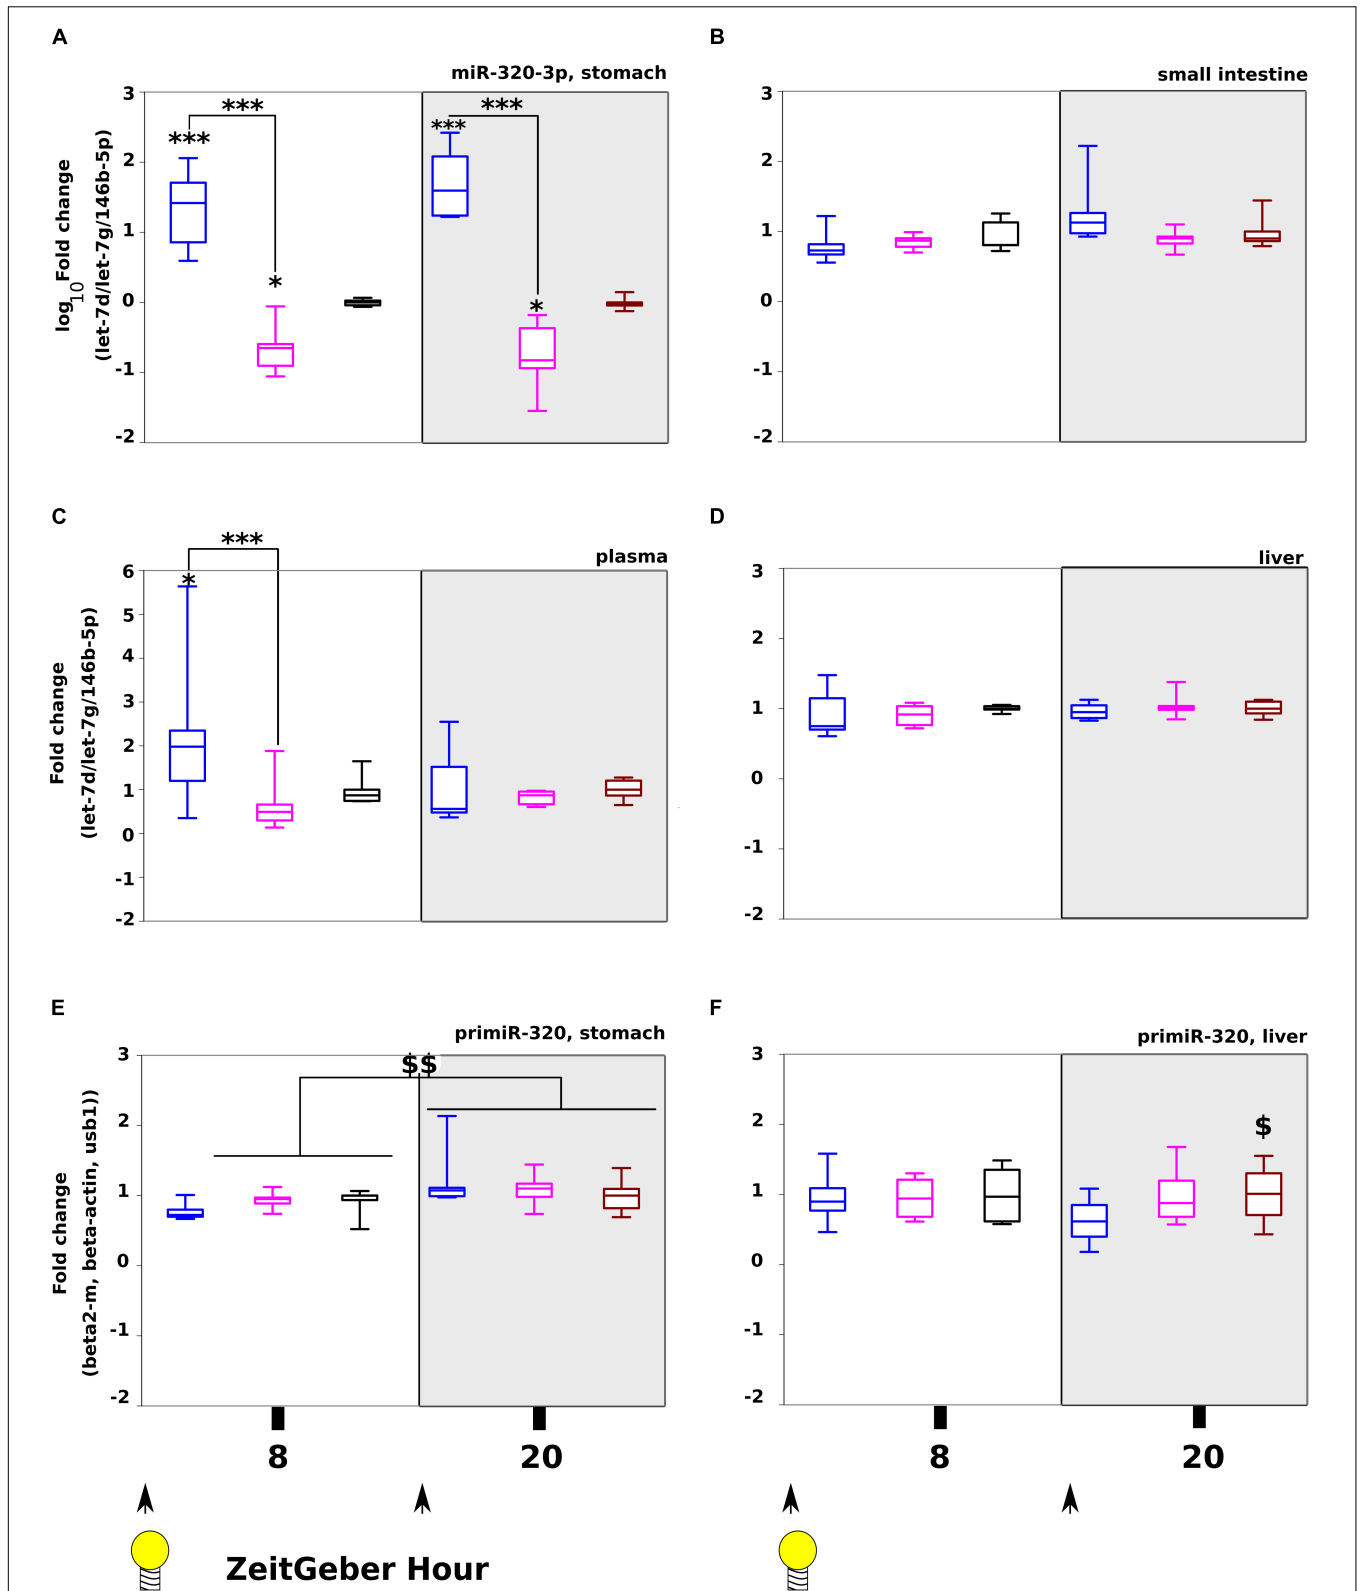 A
miR-320-3p, stomach
log10 Fold change
(let-7d/let-7g/146b-5p)
3
2
1
0
-1
-2
***
***
*
***
***
*
B
small intestine
3
2
1
0
-1
-2
C
plasma
Fold change
(let-7d/let-7g/146b-5p)
6
5
4
3
2
1
0
-1
-2
***
*
D
liver
3
2
1
0
-1
-2
E
primiR-320, stomach
Fold change
(beta2-m, beta-actin, usb1))
3
2
1
0
-1
-2
$$
8
20
F
primiR-320, liver
3
2
1
0
-1
-2
$
8
20
ZeitGeber Hour